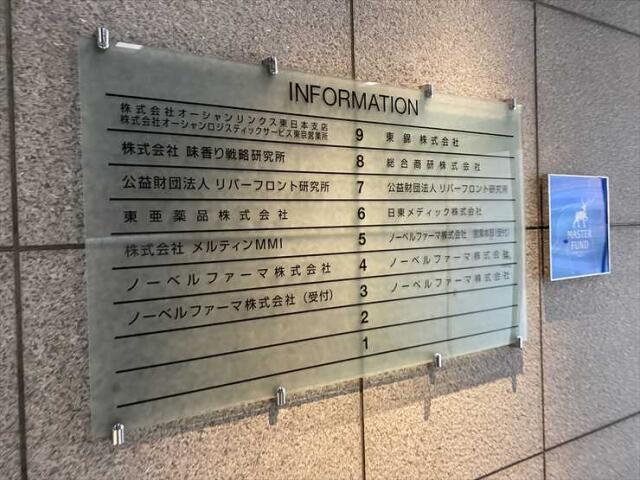 INFORMATION
株式会社オーシャンリンクス東日本支店
株式会社オーシャンロジスティックサービス東京営業所 9 東錦 株式会社
株式会社 味香り戦略研究所 8 総合商研株式会社
公益財団法人 リバーフロント研究所 7 公益財団法人 リバーフロント研究所
東亜薬品株式会社 6 日東メディック株式会社
株式会社 メルティンMMI 5 ノーベルファーマ株式会社 営業本部(受付)
ノーベルファーマ株式会社 4 ノーベルファーマ株式会社
ノーベルファーマ株式会社(受付) 3 ノーベルファーマ株式会社
2
1
MASTER
FUND